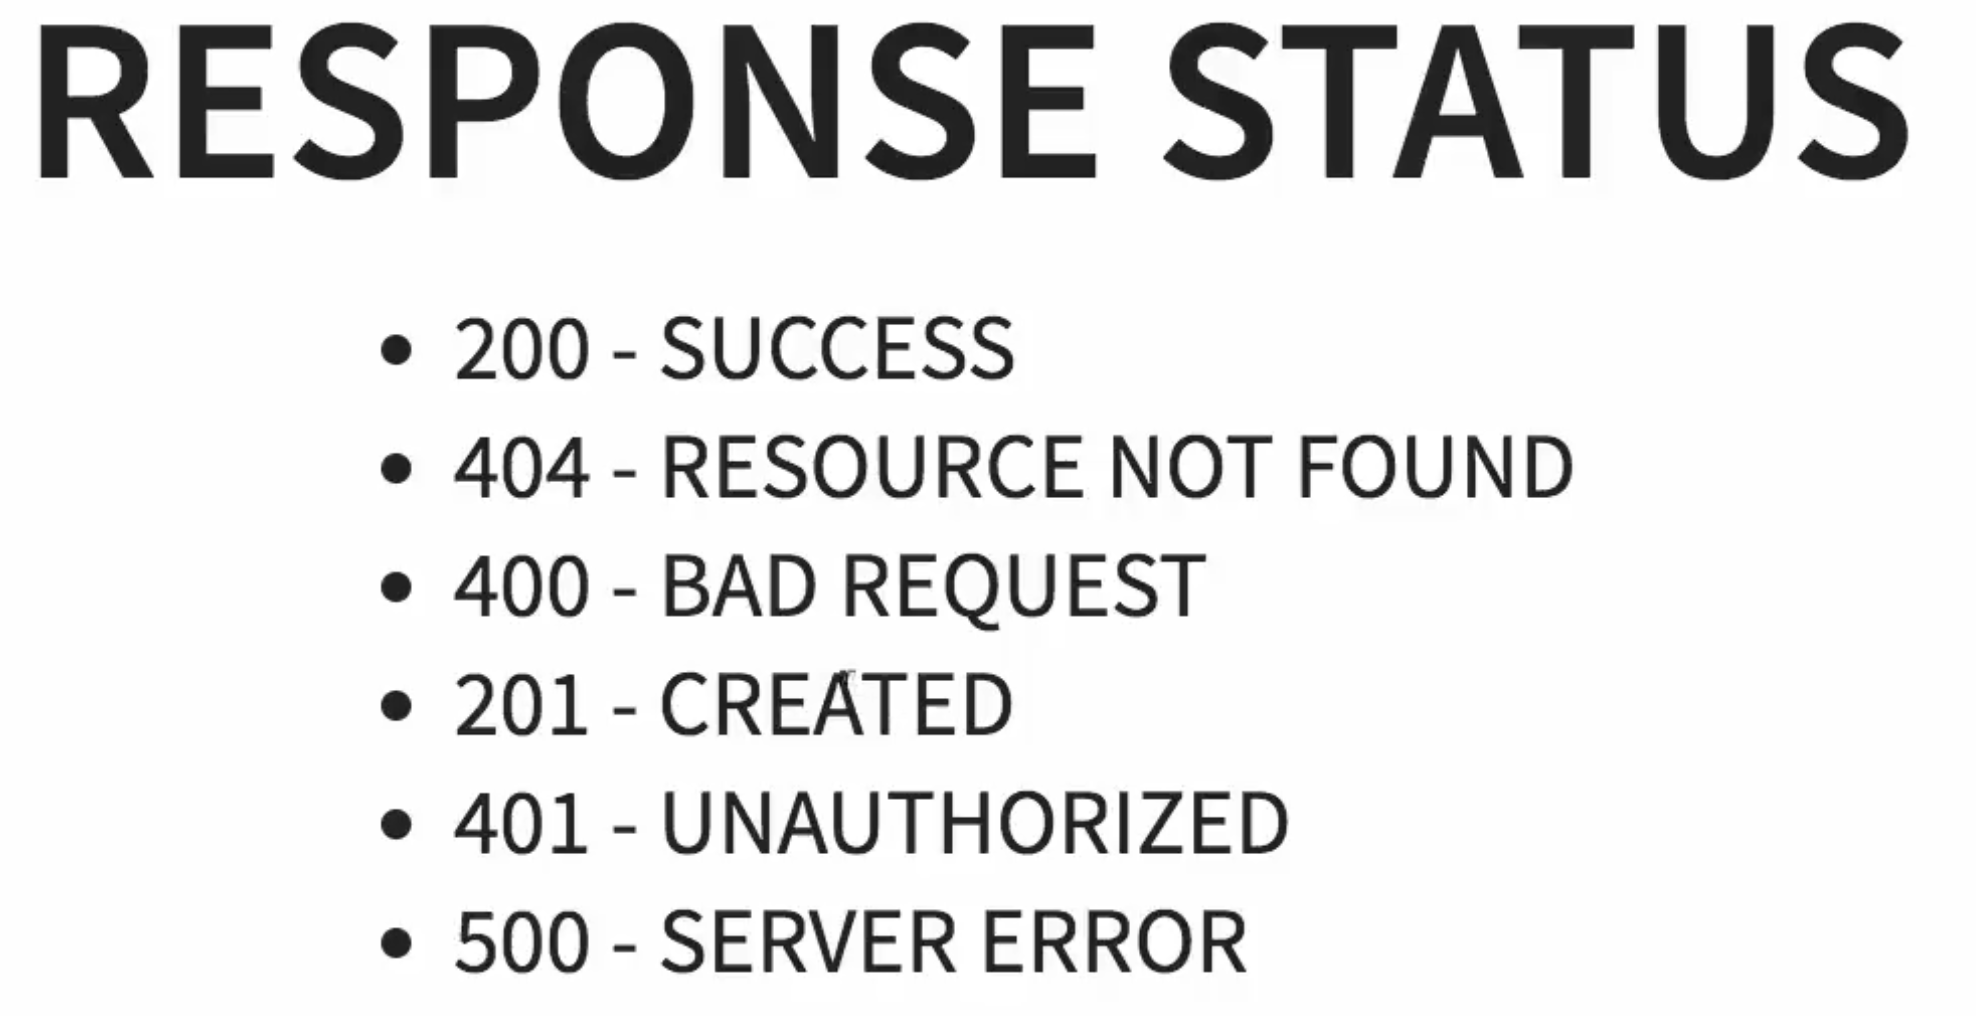 RESPONSE STATUS
• 200 - SUCCESS
• 404 - RESOURCE NOT FOUND
• 400 - BAD REQUEST
• 201 - CREATED
• 401 - UNAUTHORIZED
• 500 - SERVER ERROR